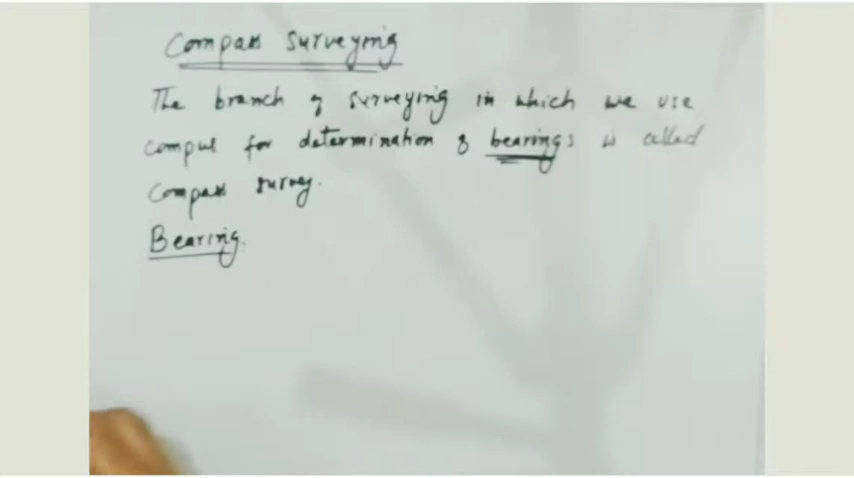 Compass Surveying
The branch of surveying in which we use
compus for determination of bearings is called
Compass survey.
Bearing.